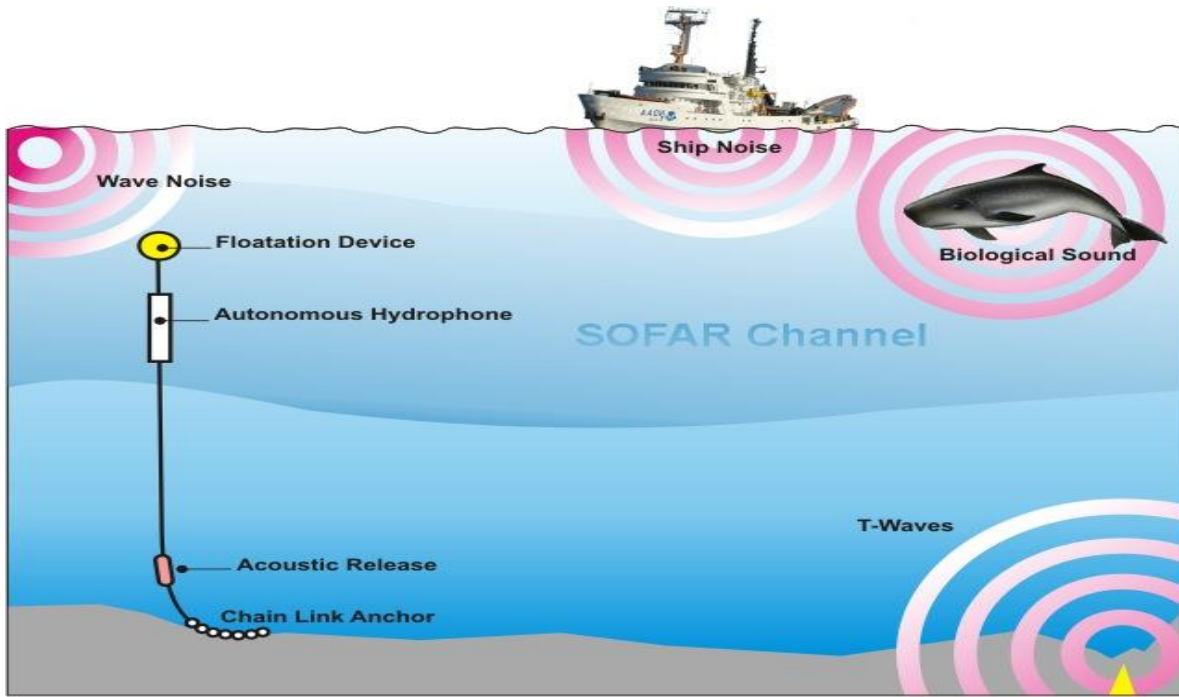 Ship Noise
Wave Noise
Floatation Device
Biological Sound
Autonomous Hydrophone
SOFAR Channel
T-Waves
Acoustic Release
Chain Link Anchor